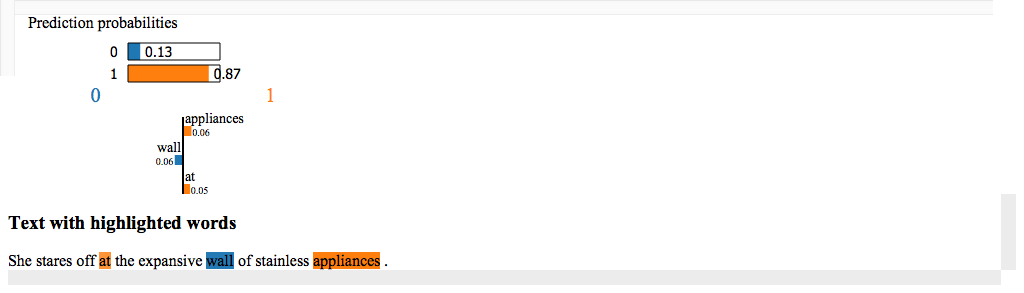 Prediction probabilities
0 0.13
1 0.87
0 1
appliances
0.06
wall
0.06
at
0.05
Text with highlighted words
She stares off at the expansive wall of stainless appliances .